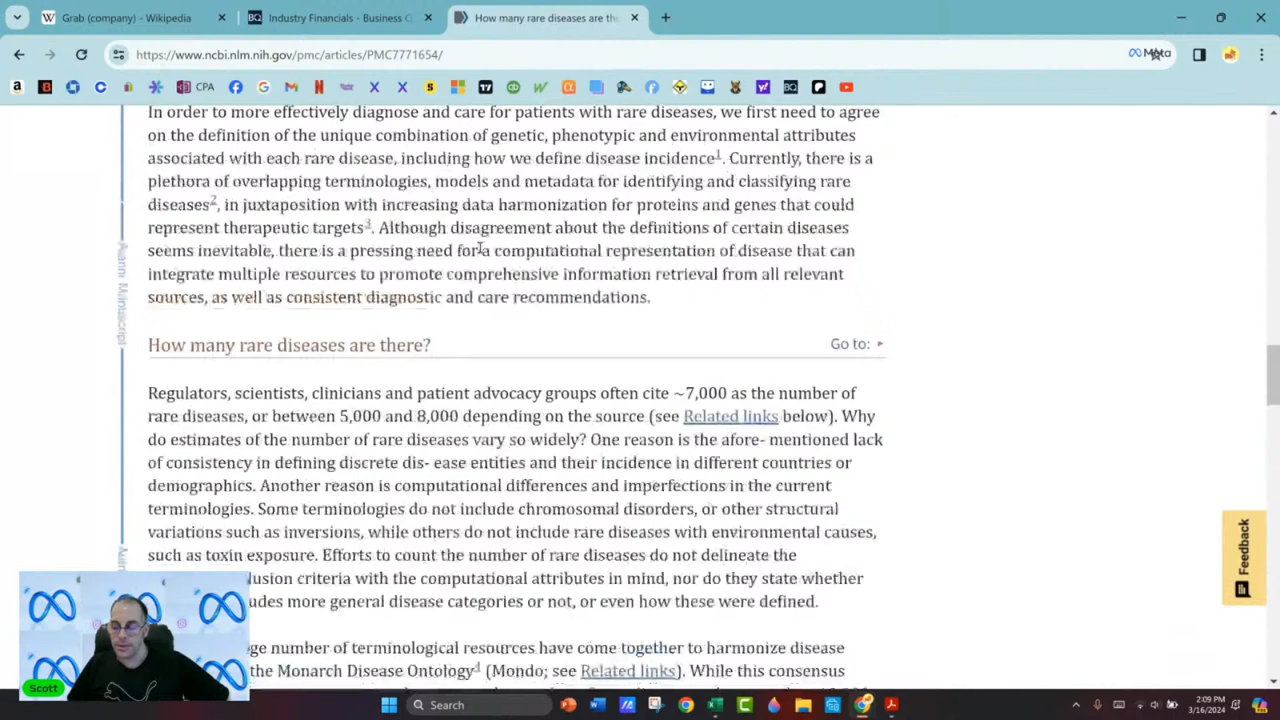 Grab (company) - Wikipedia
Industry Financials - Business
How many rare diseases are th
https://www.ncbi.nlm.nih.gov/pmc/articles/PMC7771654/
Meta
CPA
In order to more effectively diagnose and care for patients with rare diseases, we first need to agree
on the definition of the unique combination of genetic, phenotypic and environmental attributes
associated with each rare disease, including how we define disease incidence1. Currently, there is a
plethora of overlapping terminologies, models and metadata for identifying and classifying rare
diseases2, in juxtaposition with increasing data harmonization for proteins and genes that could
represent therapeutic targets3. Although disagreement about the definitions of certain diseases
seems inevitable, there is a pressing need for a computational representation of disease that can
integrate multiple resources to promote comprehensive information retrieval from all relevant
sources, as well as consistent diagnostic and care recommendations.
How many rare diseases are there?
Go to:
Regulators, scientists, clinicians and patient advocacy groups often cite ~7,000 as the number of
rare diseases, or between 5,000 and 8,000 depending on the source (see Related links below). Why
do estimates of the number of rare diseases vary so widely? One reason is the afore- mentioned lack
of consistency in defining discrete dis- ease entities and their incidence in different countries or
demographics. Another reason is computational differences and imperfections in the current
terminologies. Some terminologies do not include chromosomal disorders, or other structural
variations such as inversions, while others do not include rare diseases with environmental causes,
such as toxin exposure. Efforts to count the number of rare diseases do not delineate the
lusion criteria with the computational attributes in mind, nor do they state whether
udes more general disease categories or not, or even how these were defined.
ge number of terminological resources have come together to harmonize disease
the Monarch Disease Ontology4 (Mondo; see Related links). While this consensus
Feedback
Scott
Search
2:09 PM
3/16/2024